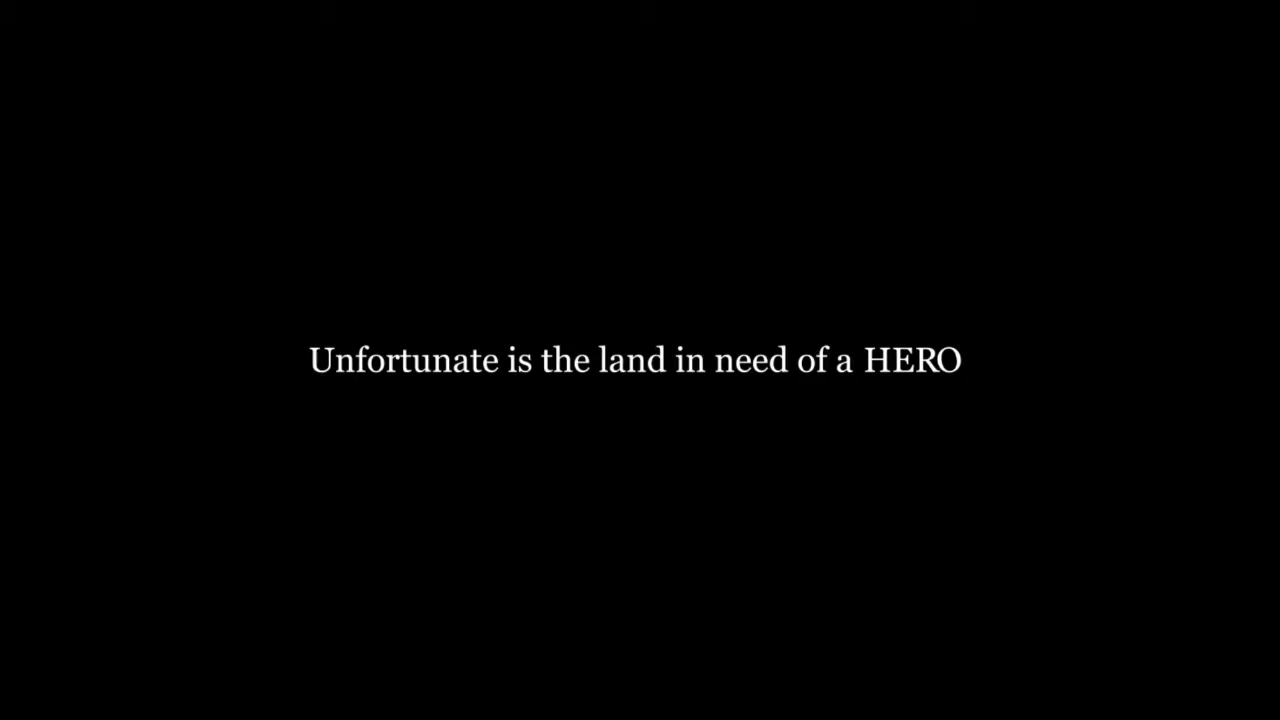 Unfortunate is the land in need of a HERO